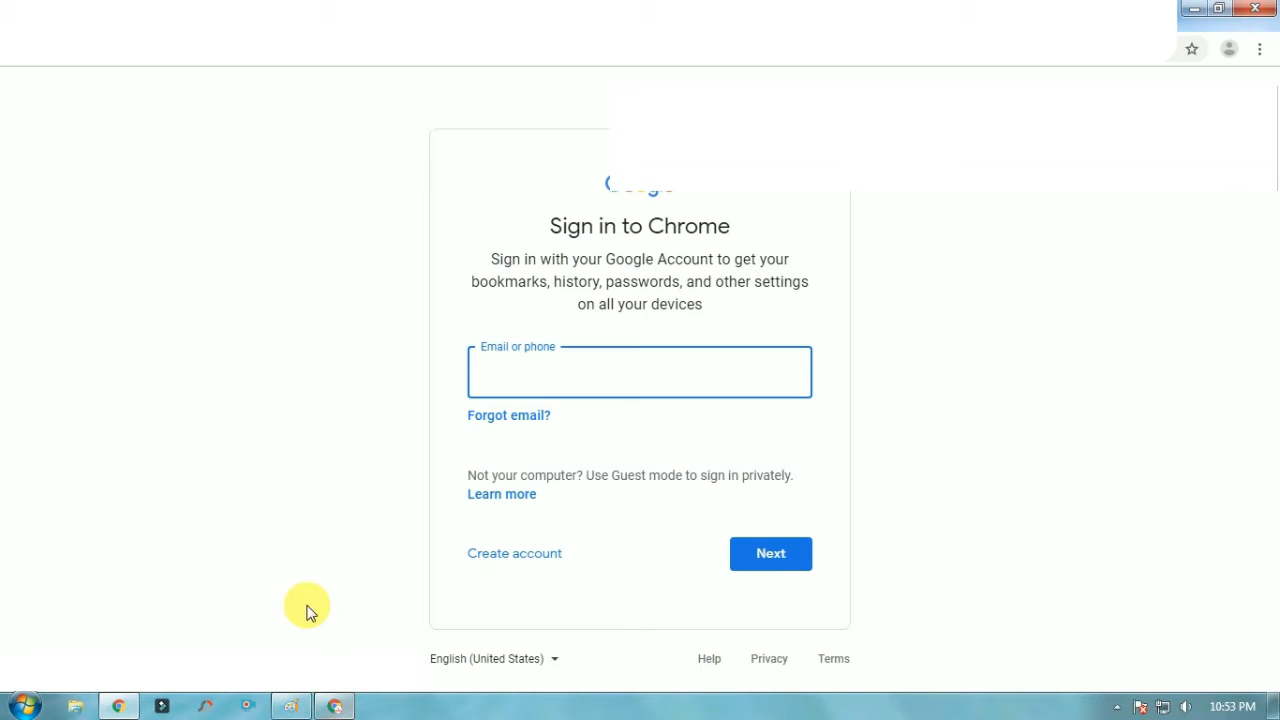 Sign in to Chrome
Sign in with your Google Account to get your
bookmarks, history, passwords, and other settings
on all your devices
Email or phone
Forgot email?
Not your computer? Use Guest mode to sign in privately.
Learn more
Create account
Next
English (United States)
Help
Privacy
Terms
10:53 PM